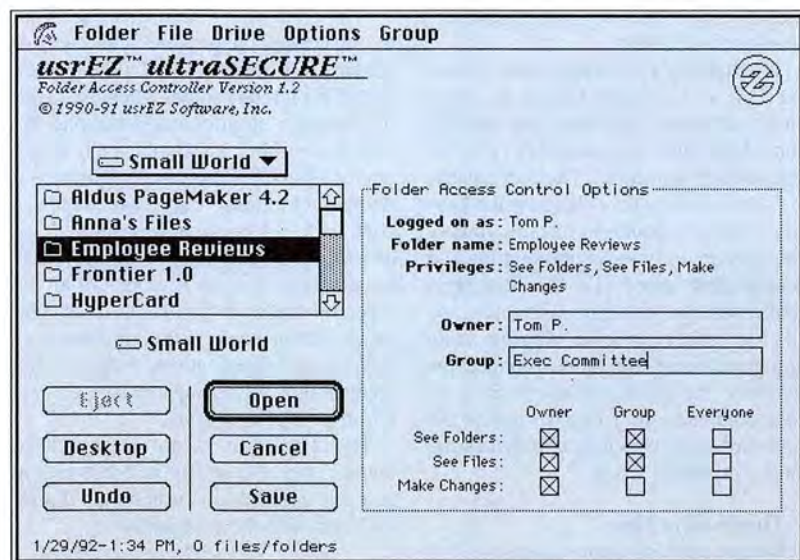 Folder File Drive Options Group
usrEZ™ ultraSECURE™
Folder Access Controller Version 1.2
© 1990-91 usrEZ Software, Inc.
Small World
Aldus PageMaker 4.2
Anna's Files
Employee Reviews
Frontier 1.0
HyperCard
Small World
Eject
Open
Desktop
Cancel
Undo
Save
1/29/92-1:34 PM, 0 files/folders
Folder Access Control Options
Logged on as: Tom P.
Folder name: Employee Reviews
Privileges: See Folders, See Files, Make
Changes
Owner: Tom P.
Group: Exec Committee
Owner Group Everyone
See Folders:
See Files:
Make Changes: